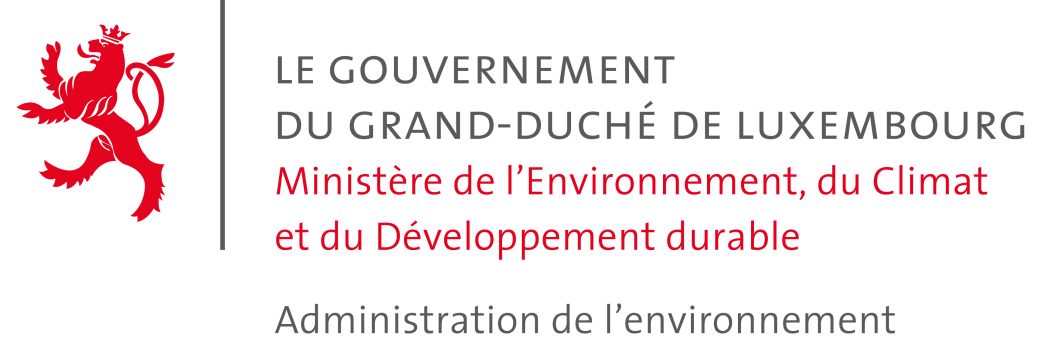 LE GOUVERNEMENT
DU GRAND-DUCHÉ DE LUXEMBOURG
Ministère de l’Environnement, du Climat
et du Développement durable
Administration de l’environnement